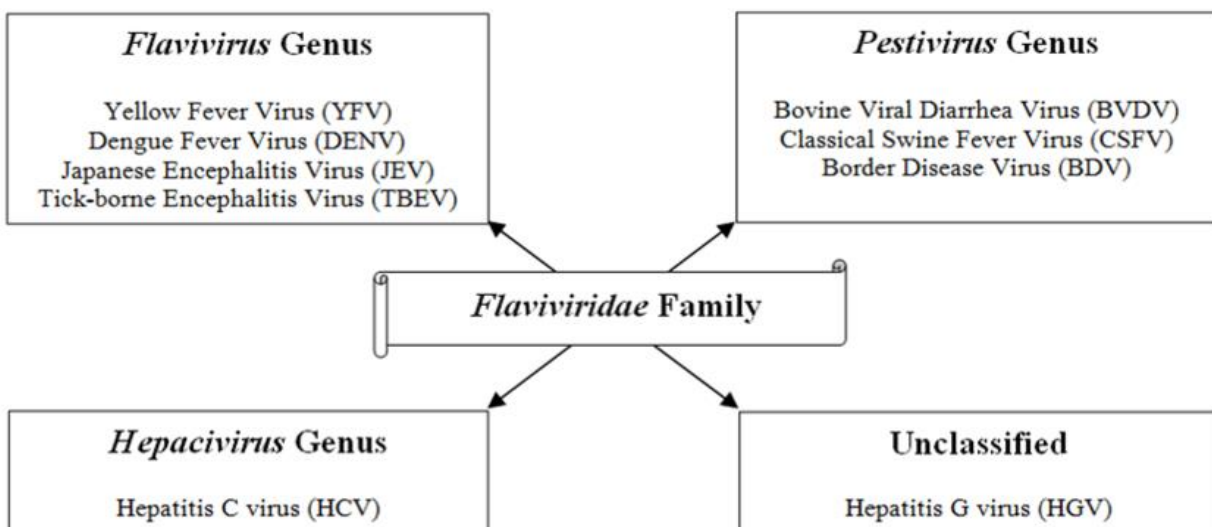 Flavivirus Genus
Yellow Fever Virus (YFV)
Dengue Fever Virus (DENV)
Japanese Encephalitis Virus (JEV)
Tick-borne Encephalitis Virus (TBEV)
Pestivirus Genus
Bovine Viral Diarrhea Virus (BVDV)
Classical Swine Fever Virus (CSFV)
Border Disease Virus (BDV)
Flaviviridae Family
Hepacivirus Genus
Hepatitis C virus (HCV)
Unclassified
Hepatitis G virus (HGV)